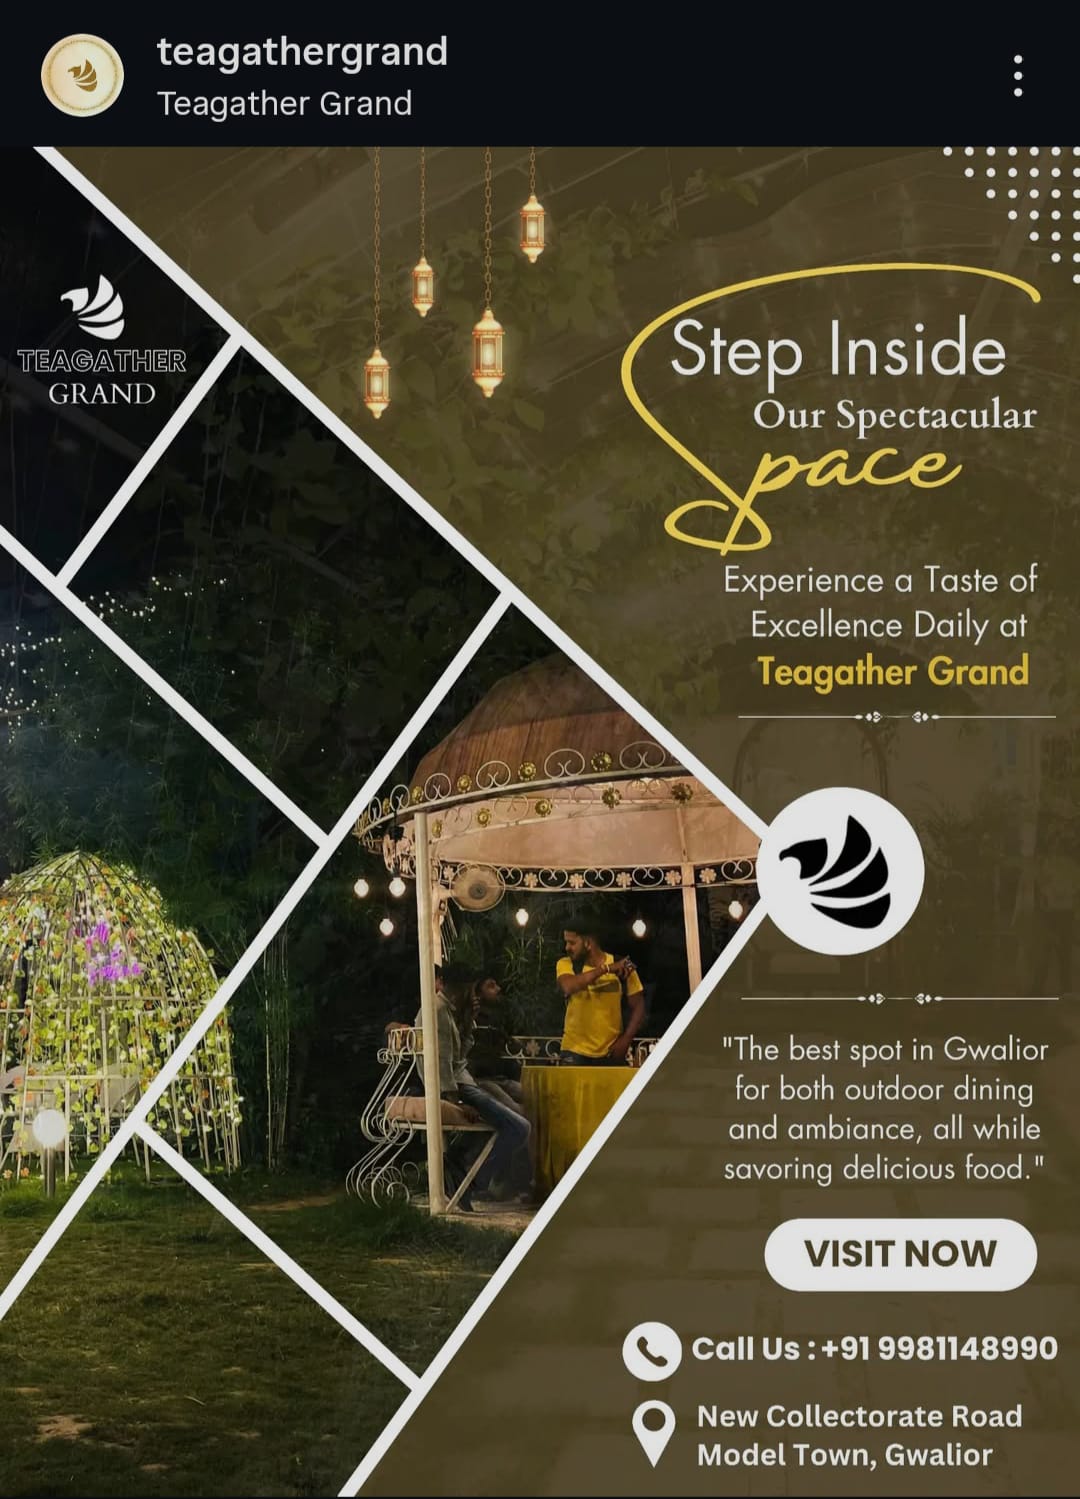 teagathergrand
Teagather Grand
TEAGATHER
GRAND
Step Inside
Our Spectacular
Space
Experience a Taste of
Excellence Daily at
Teagather Grand
"The best spot in Gwalior
for both outdoor dining
and ambiance, all while
savoring delicious food."
VISIT NOW
Call Us : +91 9981148990
New Collectorate Road
Model Town, Gwalior